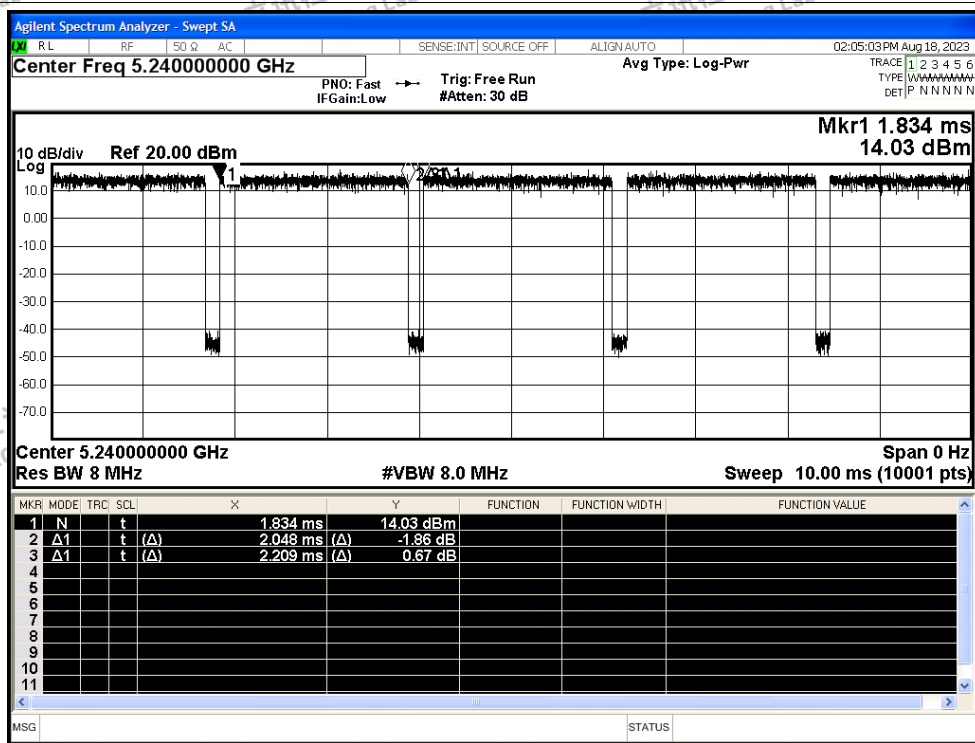 Agilent Spectrum Analyzer - Swept SA
LXI RL RF 50 Ω AC SENSE:INT SOURCE OFF ALIGN AUTO 02:05:03 PM Aug 18, 2023
Center Freq 5.240000000 GHz
PNO: Fast
IFGain:Low
Trig: Free Run
#Atten: 30 dB
Avg Type: Log-Pwr
TRACE 1 2 3 4 5 6
TYPE
DET P N N N N N
Mkr1 1.834 ms
14.03 dBm
10 dB/div Ref 20.00 dBm
Log
1
10.0
0.00
-10.0
-20.0
-30.0
-40.0
-50.0
-60.0
-70.0
Center 5.240000000 GHz Span 0 Hz
Res BW 8 MHz #VBW 8.0 MHz Sweep 10.00 ms (10001 pts)
MKR MODE TRC SCL X Y FUNCTION FUNCTION WIDTH FUNCTION VALUE
1 N t 1.834 ms 14.03 dBm
2 Δ1 t (Δ) 2.048 ms (Δ) -1.86 dB
3 Δ1 t (Δ) 2.209 ms (Δ) 0.67 dB
4
5
6
7
8
9
10
11
MSG STATUS